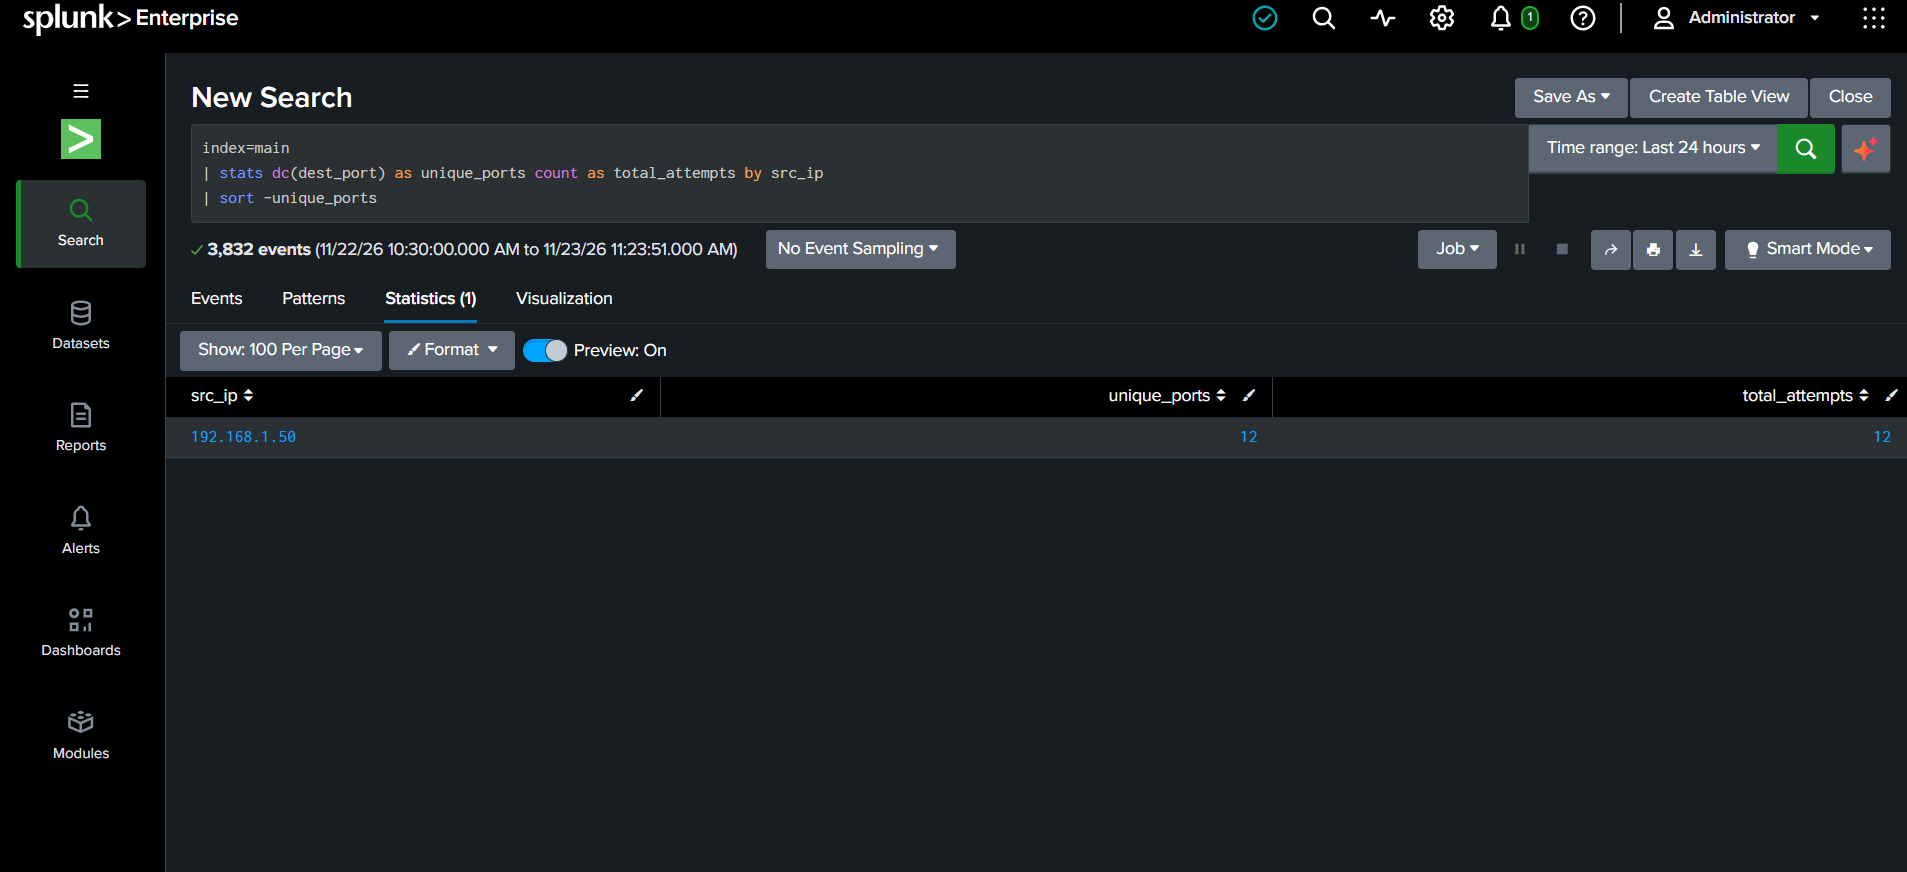 splunk> Enterprise
1
Administrator
New Search
Save As
Create Table View
Close
index=main
| stats dc(dest_port) as unique_ports count as total_attempts by src_ip
| sort -unique_ports
Time range: Last 24 hours
3,832 events (11/22/26 10:30:00.000 AM to 11/23/26 11:23:51.000 AM)
No Event Sampling
Job
Smart Mode
Events
Patterns
Statistics (1)
Visualization
Show: 100 Per Page
Format
Preview: On
src_ip
unique_ports
total_attempts
192.168.1.50
12
12
Search
Datasets
Reports
Alerts
Dashboards
Modules